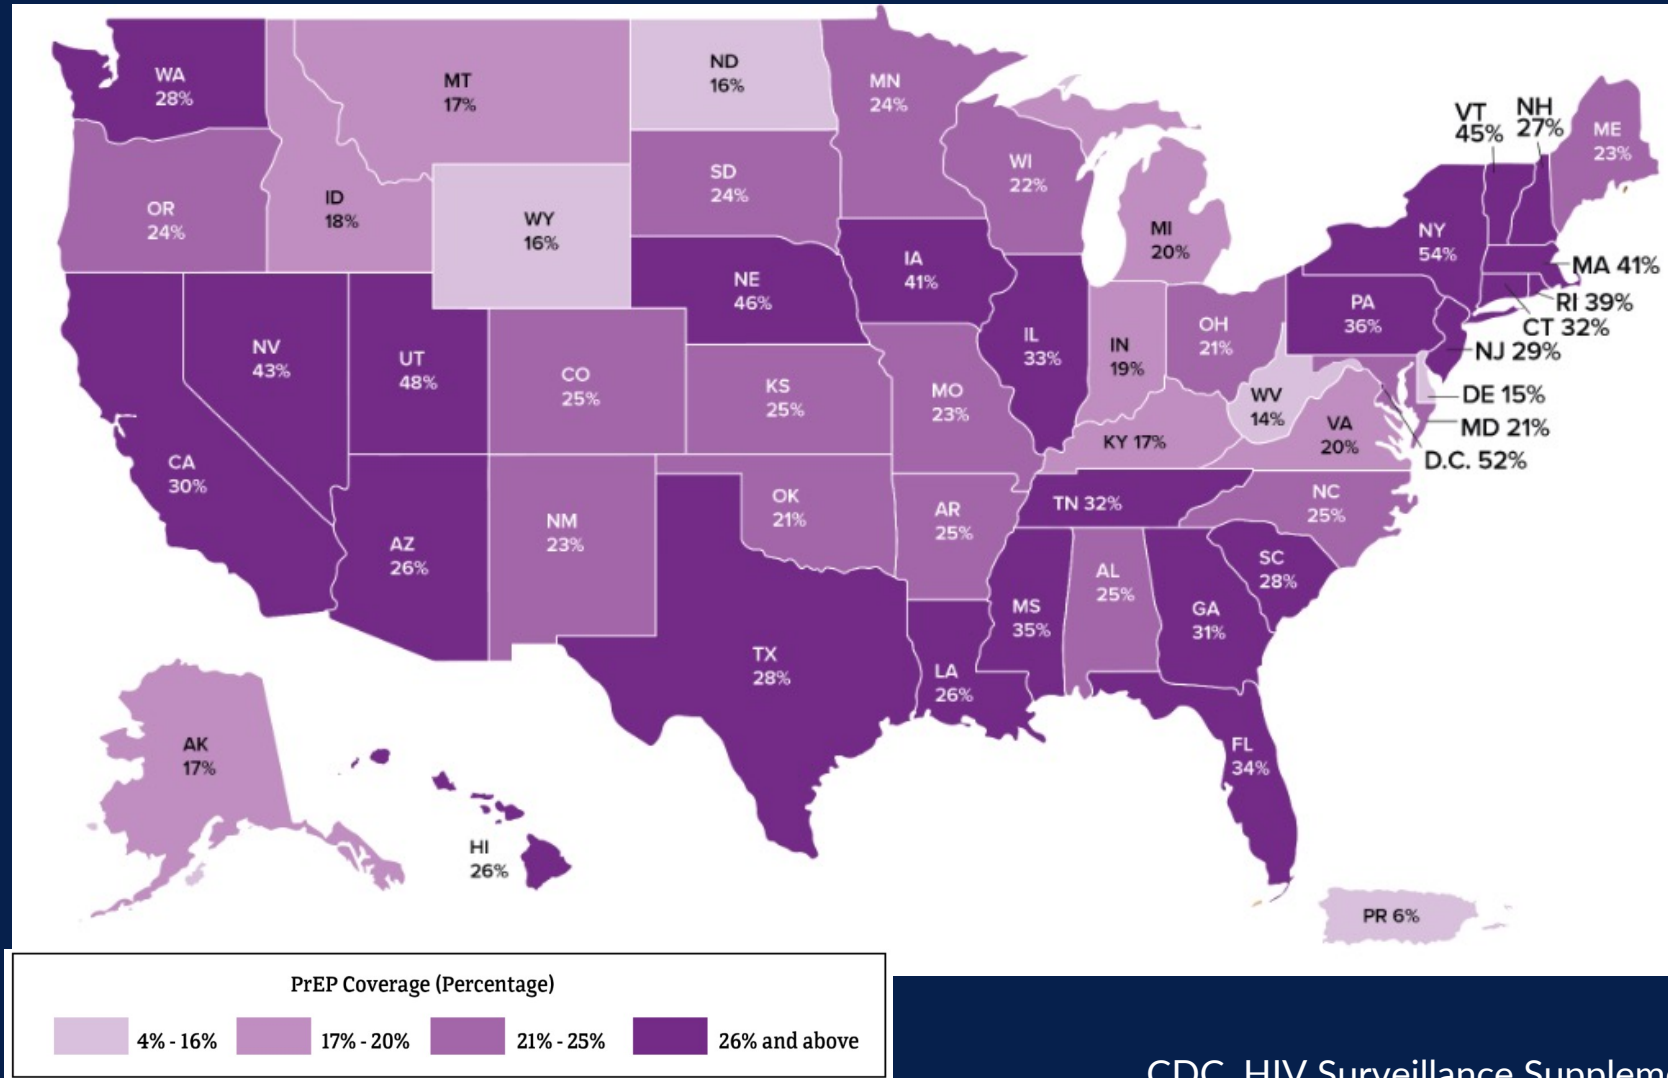 WA
28%
MT
17%
ND
16%
MN
24%
VT
45%
NH
27%
ME
23%
OR
24%
ID
18%
WY
16%
SD
24%
WI
22%
MI
20%
NY
54%
MA 41%
RI 39%
CT 32%
NJ 29%
DE 15%
MD 21%
D.C. 52%
NV
43%
UT
48%
CO
25%
NE
46%
IA
41%
IL
33%
IN
19%
OH
21%
PA
36%
WV
14%
VA
20%
KY 17%
KS
25%
MO
23%
CA
30%
AZ
26%
NM
23%
OK
21%
AR
25%
TN 32%
NC
25%
SC
28%
MS
35%
AL
25%
GA
31%
TX
28%
LA
26%
FL
34%
AK
17%
HI
26%
PR 6%
PrEP Coverage (Percentage)
4% - 16%
17% - 20%
21% - 25%
26% and above
CDC. HIV Surveillance